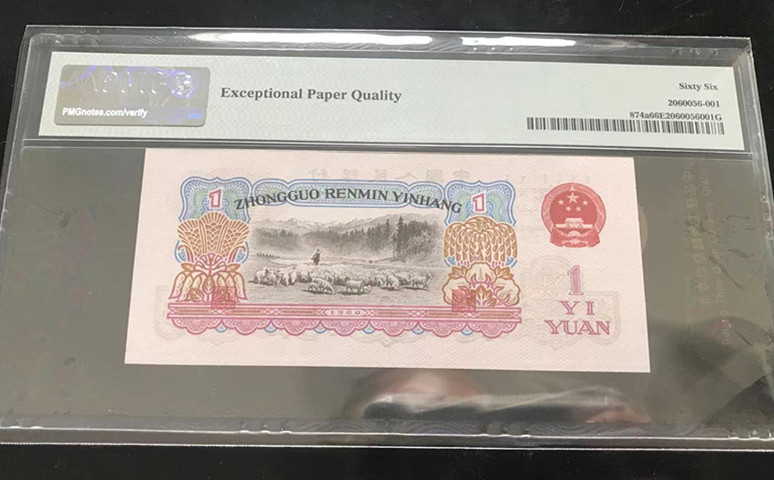 PMGnotes.com/verify
Exceptional Paper Quality
Sixty Six
2060056-001
874a66E2060056001G
1
ZHONGGUO RENMIN YINHANG
1
1960
1
YI
YUAN